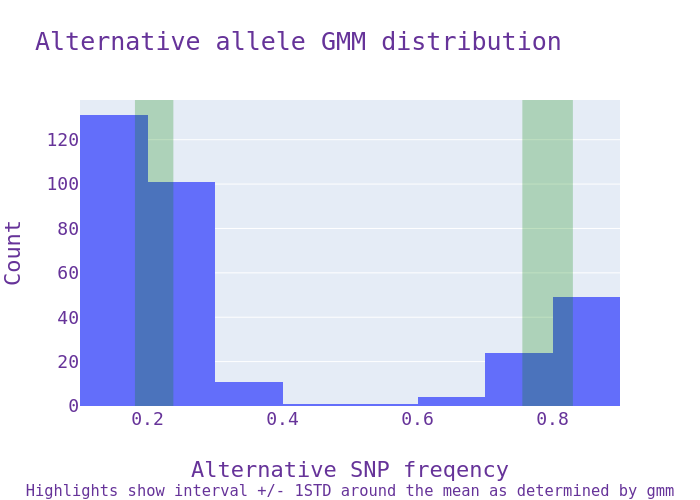 Alternative allele GMM distribution
Count
120
100
80
60
40
20
0
0.2 0.4 0.6 0.8
Alternative SNP freqency
Highlights show interval +/- 1STD around the mean as determined by gmm